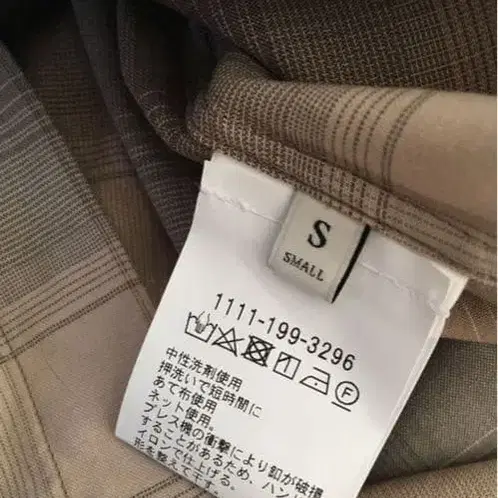 S
SMALL
1111-199-3296
中性洗剤使用
押洗いで短時間に
あて布使用
ネット使用。
プレス機の衝撃により釦が破損
することがあるため、ハン
イロンで仕上げる。
形を整えて干す。